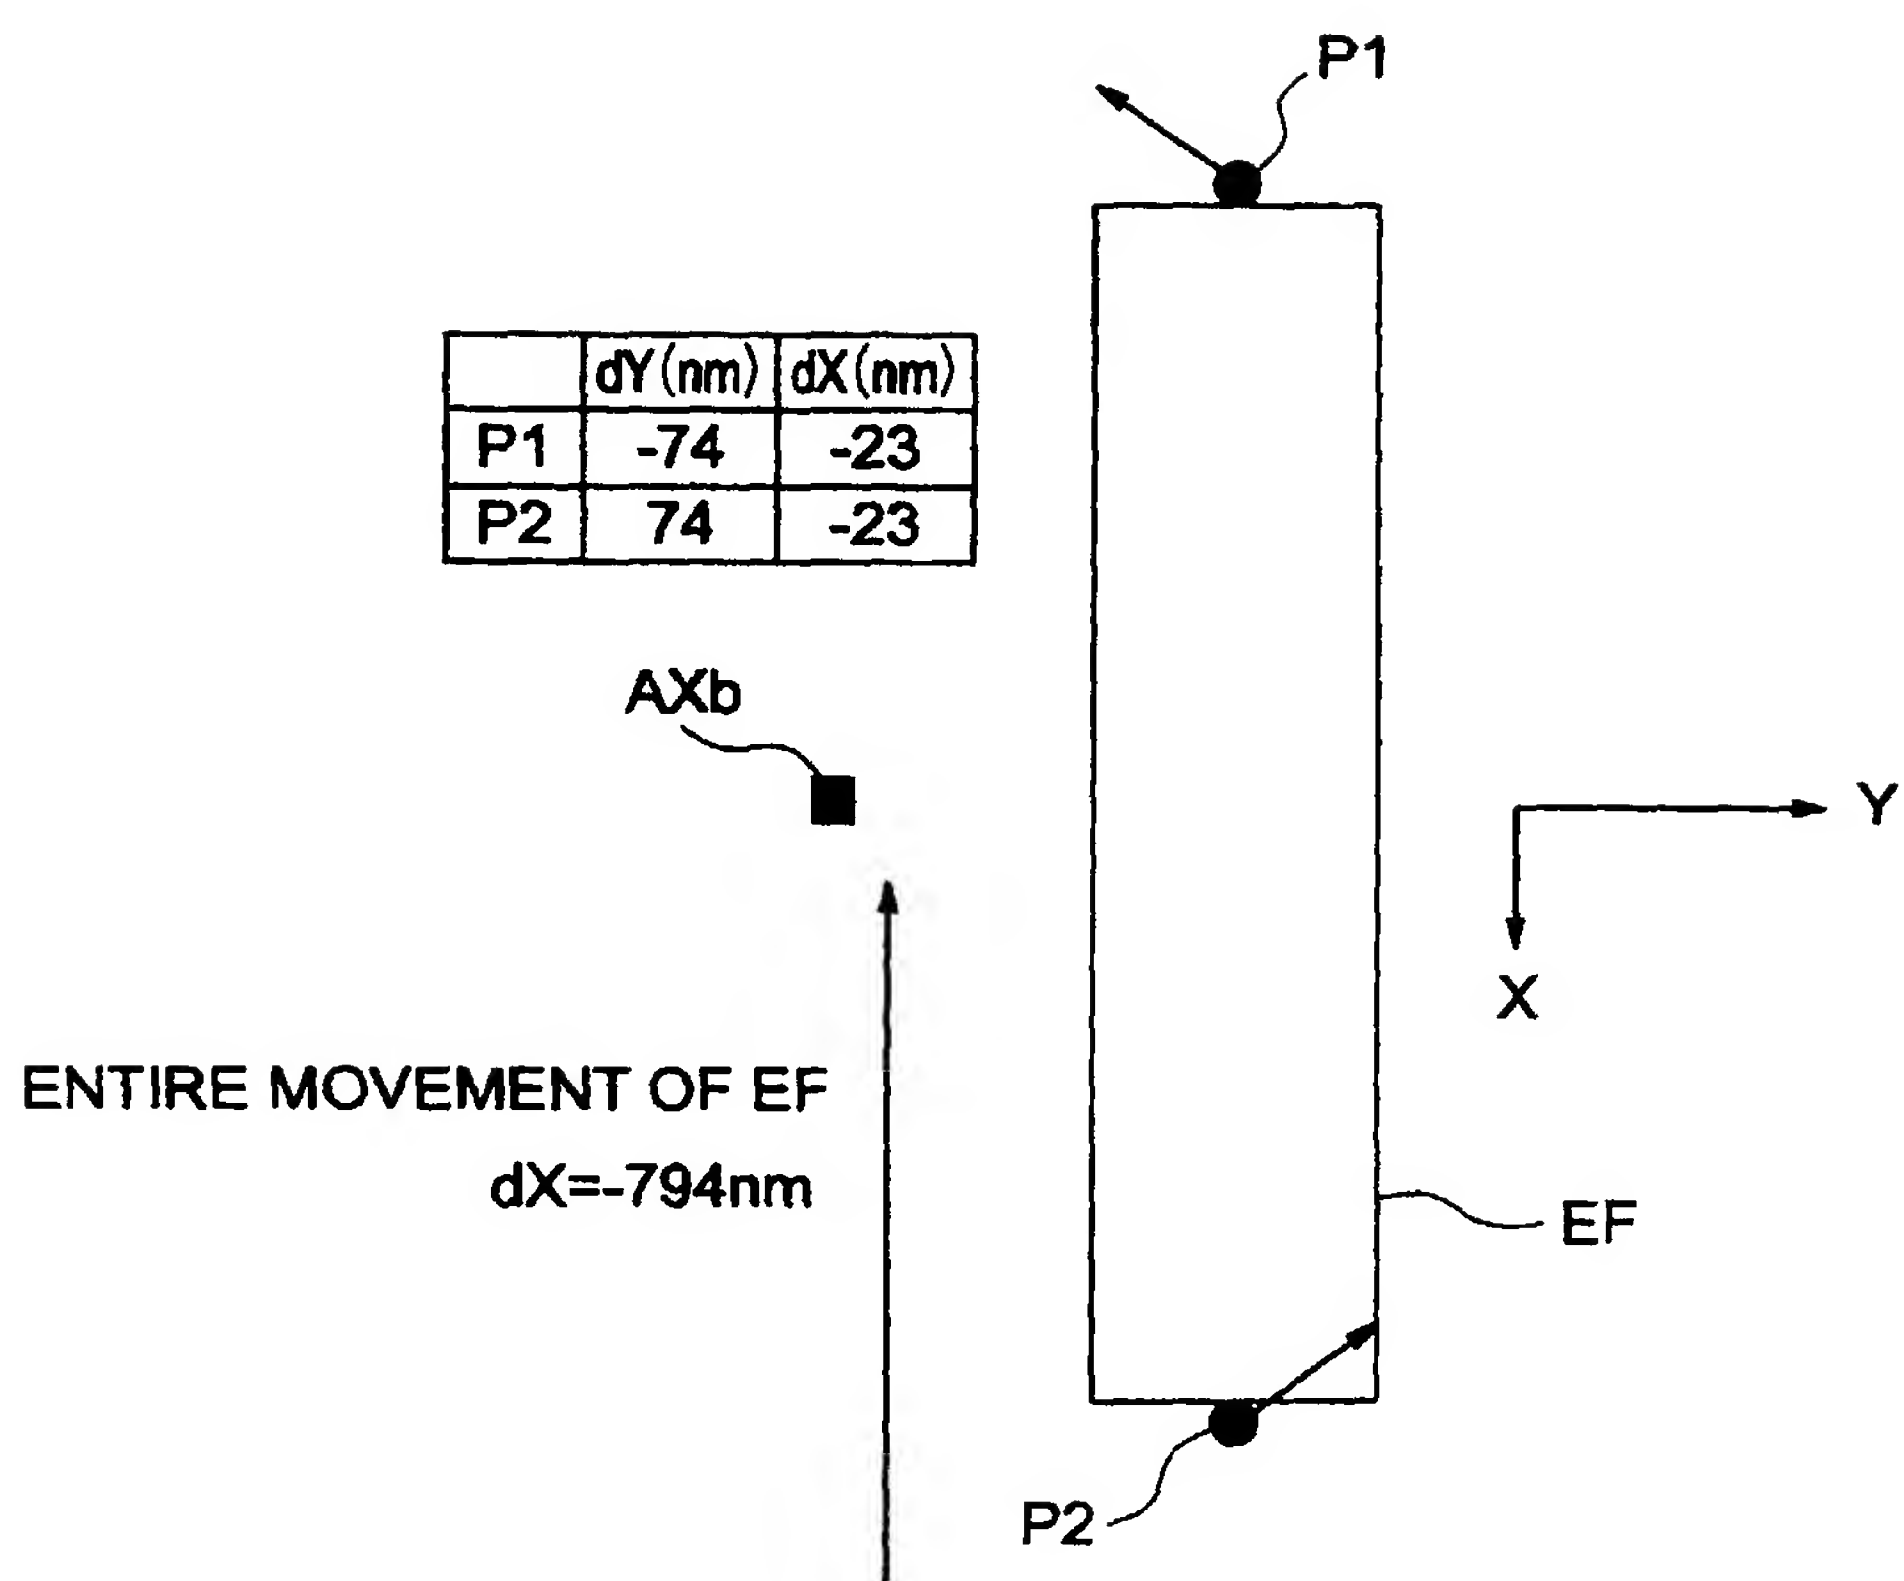 P1
dY(nm) dX(nm)
P1 -74 -23
P2 74 -23
AXb
Y
X
ENTIRE MOVEMENT OF EF
dX=-794nm
EF
P2